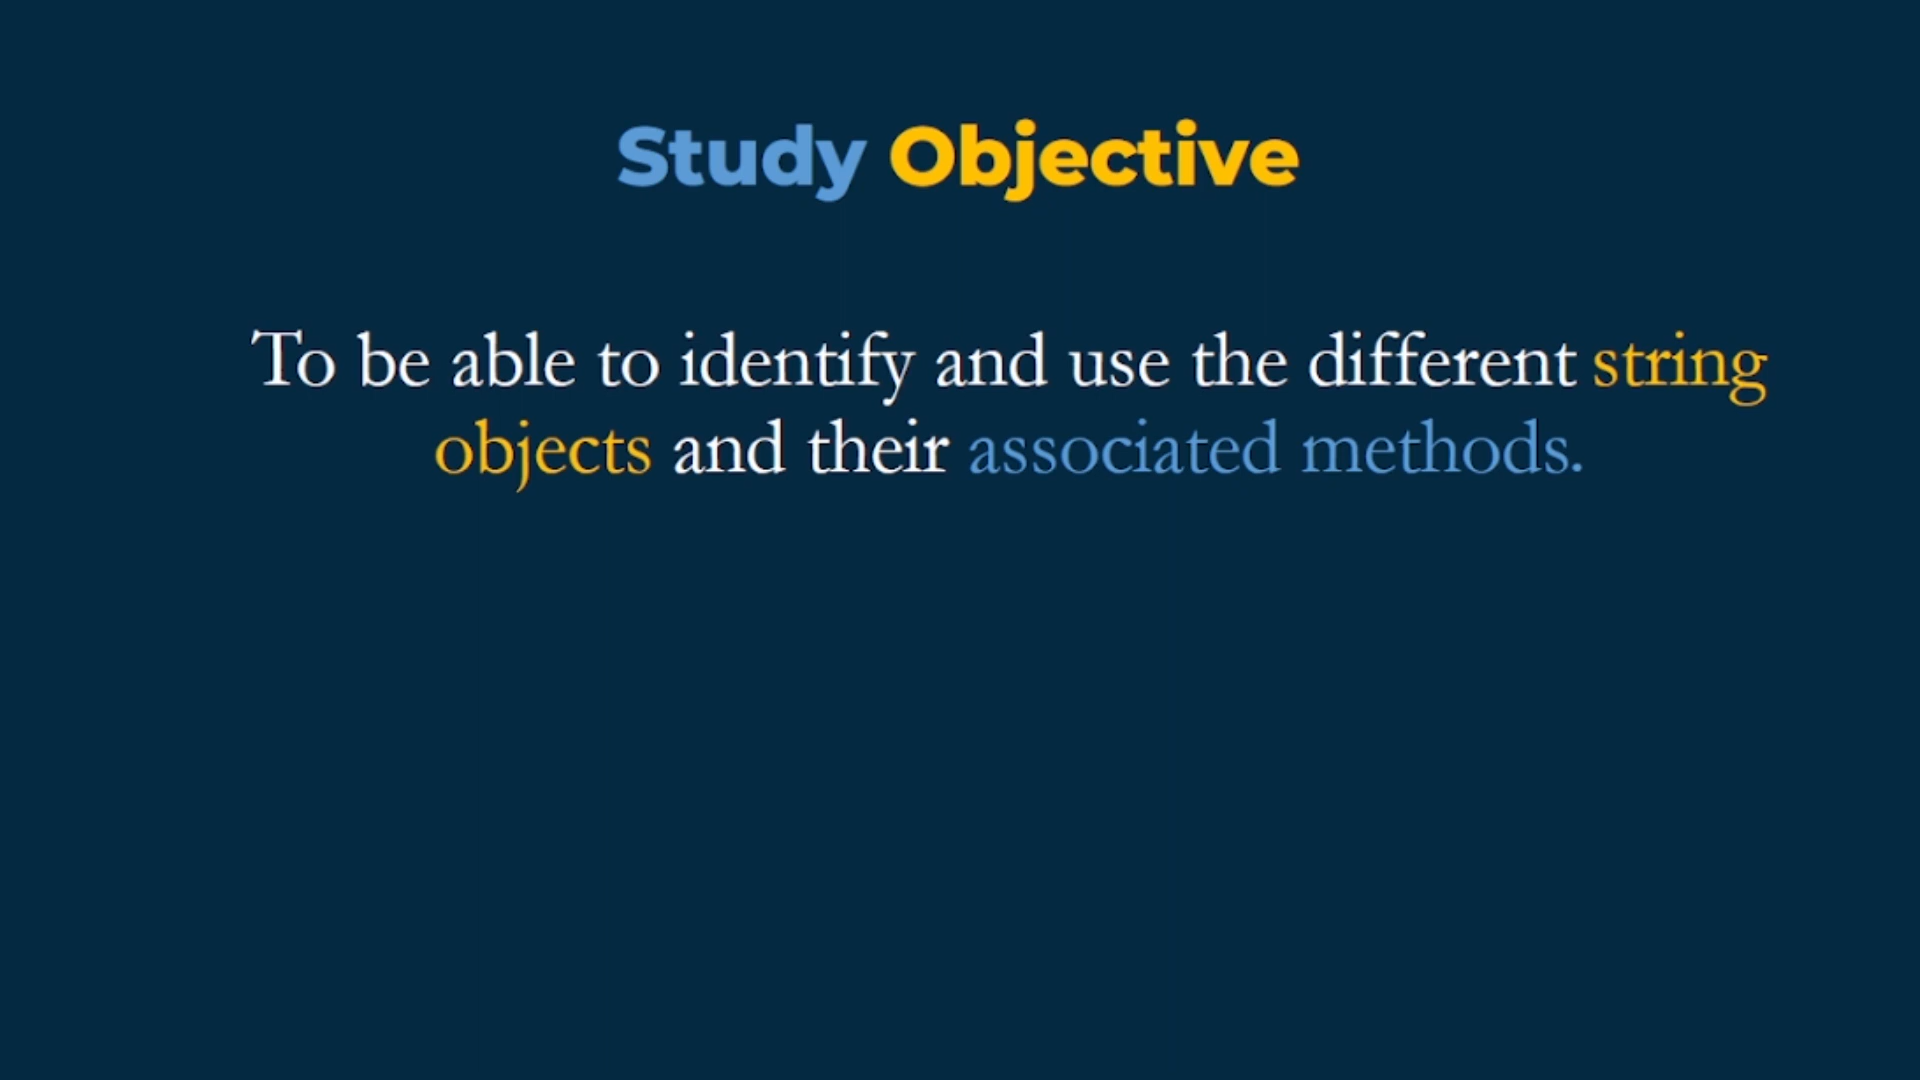 Study Objective
To be able to identify and use the different string
objects and their associated methods.